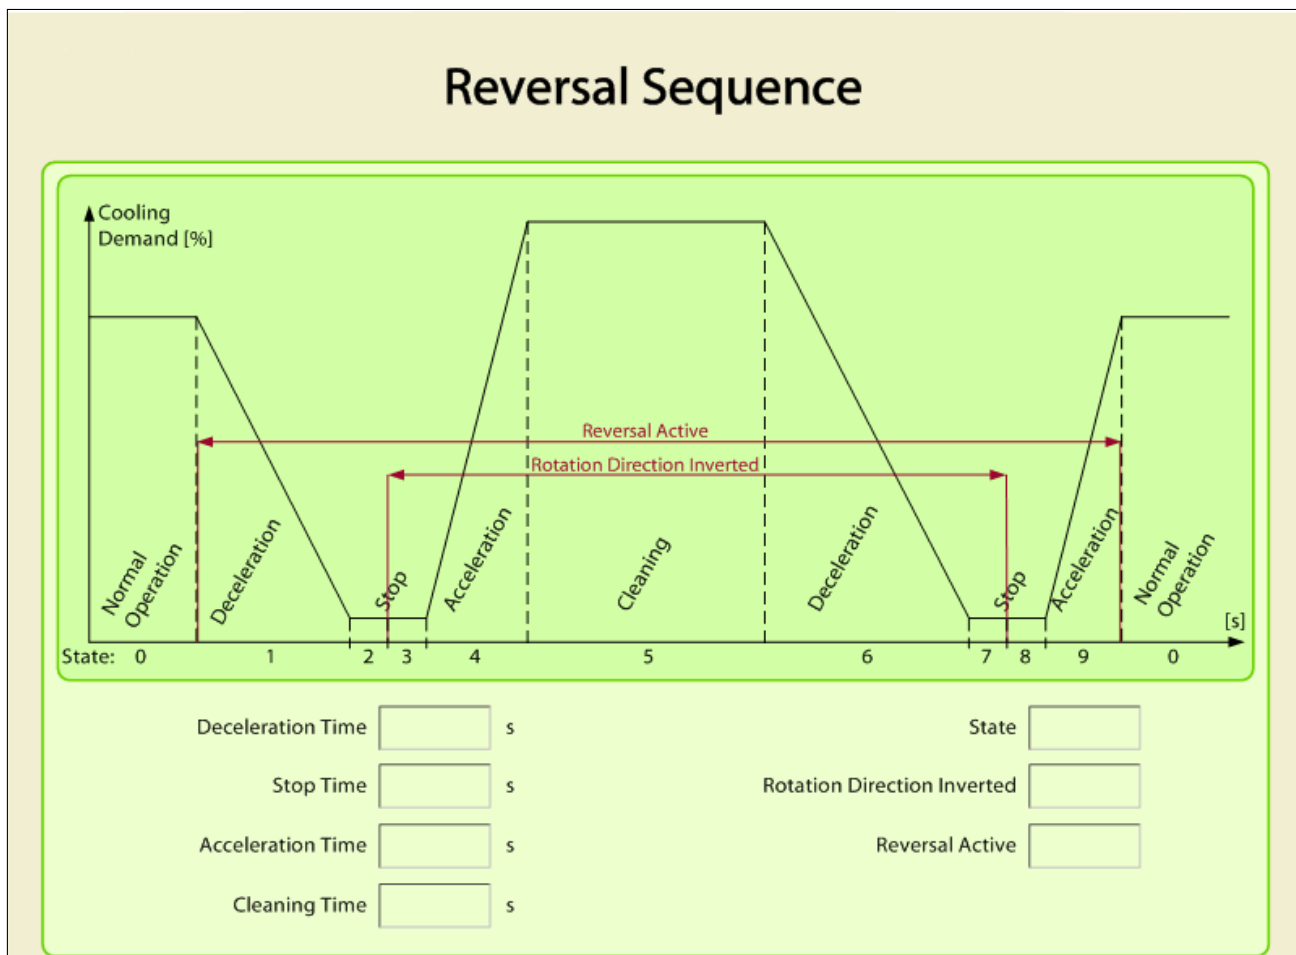 Reversal Sequence
Cooling
Demand [%]
Reversal Active
Rotation Direction Inverted
Normal
Operation
Deceleration
Stop
Acceleration
Cleaning
Deceleration
Stop
Acceleration
Normal
Operation
[s]
State: 0 1 2 3 4 5 6 7 8 9 0
Deceleration Time s
State
Stop Time s
Rotation Direction Inverted
Acceleration Time s
Reversal Active
Cleaning Time s